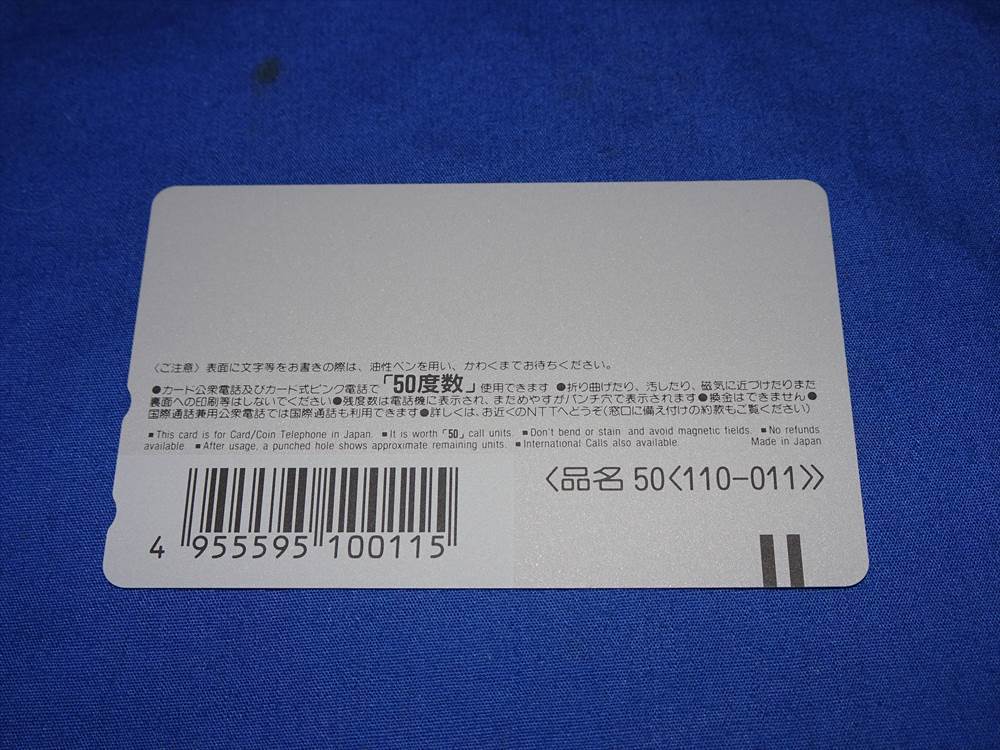 〈ご注意〉表面に文字等をお書きの際は、油性ペンを用い、かわくまでお待ちください。
●カード公衆電話及びカード式ピンク電話で「50度数」使用できます ●折り曲げたり、汚したり、磁気に近づけたりまた
裏面への印刷等はしないでください●残度数は電話機に表示され、まためやすがパンチ穴で表示されます●換金はできません●
国際通話兼用公衆電話では国際通話も利用できます●詳しくは、お近くのNTTへどうぞ(窓口に備え付けの約款もご覧ください)
■This card is for Card/Coin Telephone in Japan. ■It is worth「50」call units. ■Don't bend or stain and avoid magnetic fields. ■No refunds
available ■After usage, a punched hole shows approximate remaining units. ■International Calls also available. Made in Japan
〈品名 50〈110-011〉〉
4 955595 100115